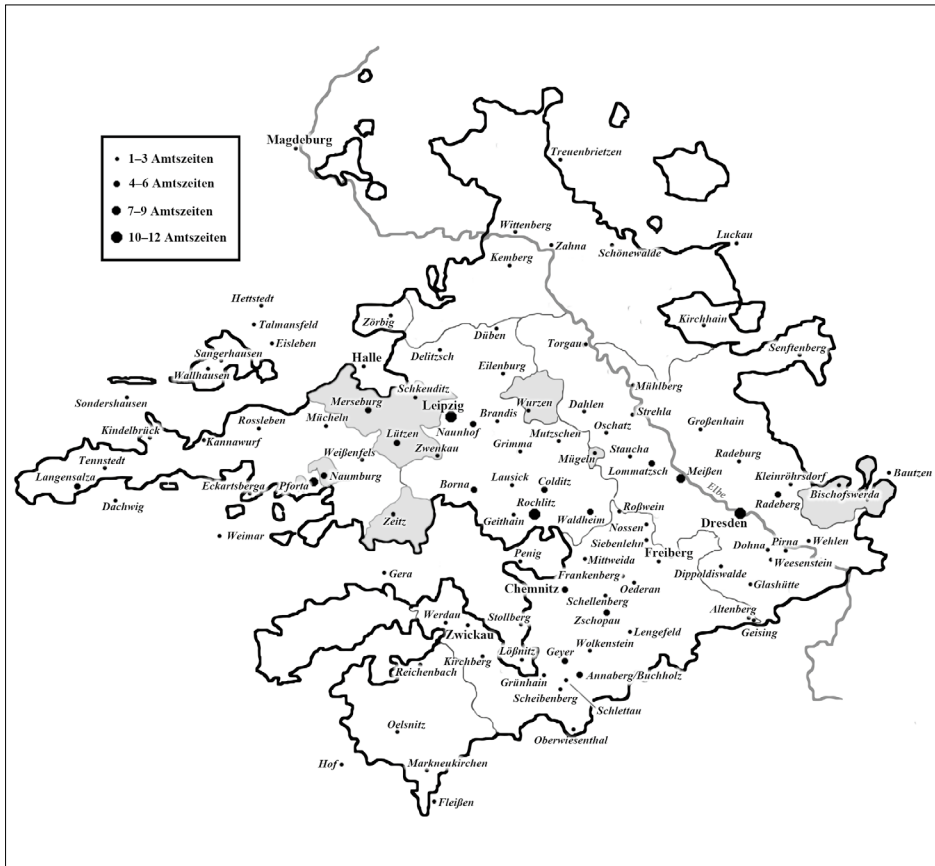 Magdeburg
1–3 Amtszeiten
4–6 Amtszeiten
7–9 Amtszeiten
10–12 Amtszeiten
Treuenbrietzen
Wittenberg
Zahna
Schönewalde
Luckau
Kemberg
Hettstedt
Talmansfeld
Eisleben
Zörbig
Düben
Torgau
Kirchhain
Senftenberg
Sangerhausen
Wallhausen
Halle
Delitzsch
Eilenburg
Mühlberg
Sondershausen
Merseburg
Schkeuditz
Leipzig
Wurzen
Dahlen
Strehla
Großenhain
Kindelbrück
Kannawurf
Rossleben
Mücheln
Lützen
Naunhof
Brandis
Grimma
Mutzschen
Oschatz
Zwenkau
Mügeln
Staucha
Lommatzsch
Meißen
Radeburg
Tennstedt
Langensalza
Weißenfels
Eckartsberga
Pforta
Naumburg
Borna
Lausick
Colditz
Elbe
Kleinröhrsdorf
Bautzen
Radeberg
Bischofswerda
Dachwig
Zeitz
Geithain
Rochlitz
Waldheim
Roßwein
Nossen
Dresden
Weimar
Siebenlehn
Freiberg
Dohna
Pirna
Wehlen
Weesenstein
Penig
Mittweida
Gera
Frankenberg
Oederan
Dippoldiswalde
Glashütte
Chemnitz
Schellenberg
Zschopau
Altenberg
Geising
Werdau
Zwickau
Stollberg
Lengefeld
Kirchberg
Lößnitz
Geyer
Wolkenstein
Reichenbach
Grünhain
Annaberg/Buchholz
Scheibenberg
Schlettau
Oelsnitz
Oberwiesenthal
Hof
Markneukirchen
Fleißen